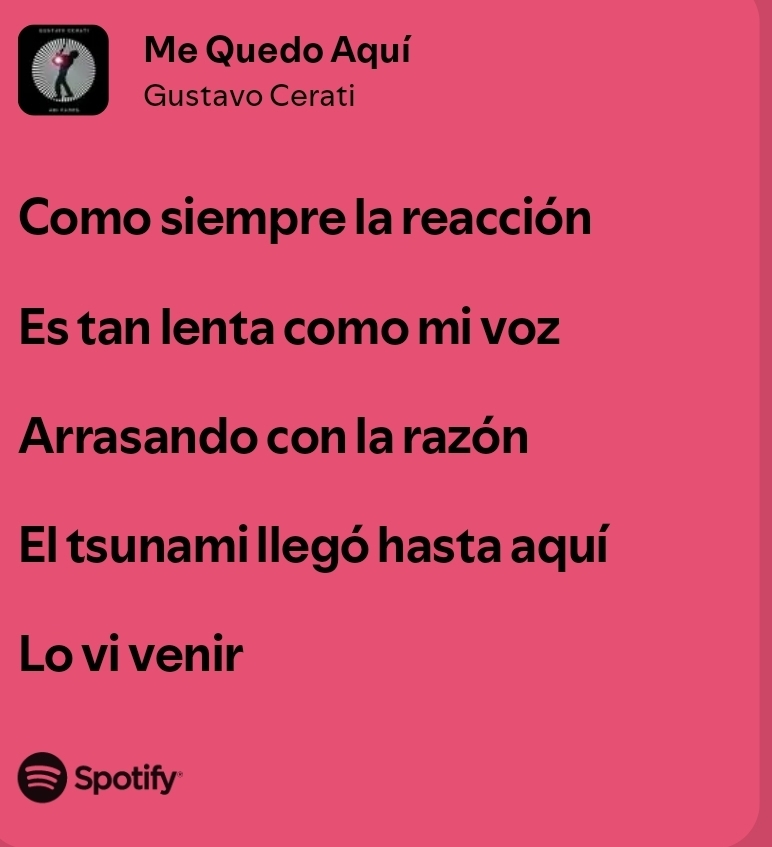 GUSTAVO CERATI
Me Quedo Aquí
Gustavo Cerati
AHÍ VAMOS
Como siempre la reacción
Es tan lenta como mi voz
Arrasando con la razón
El tsunami llegó hasta aquí
Lo vi venir
Spotify